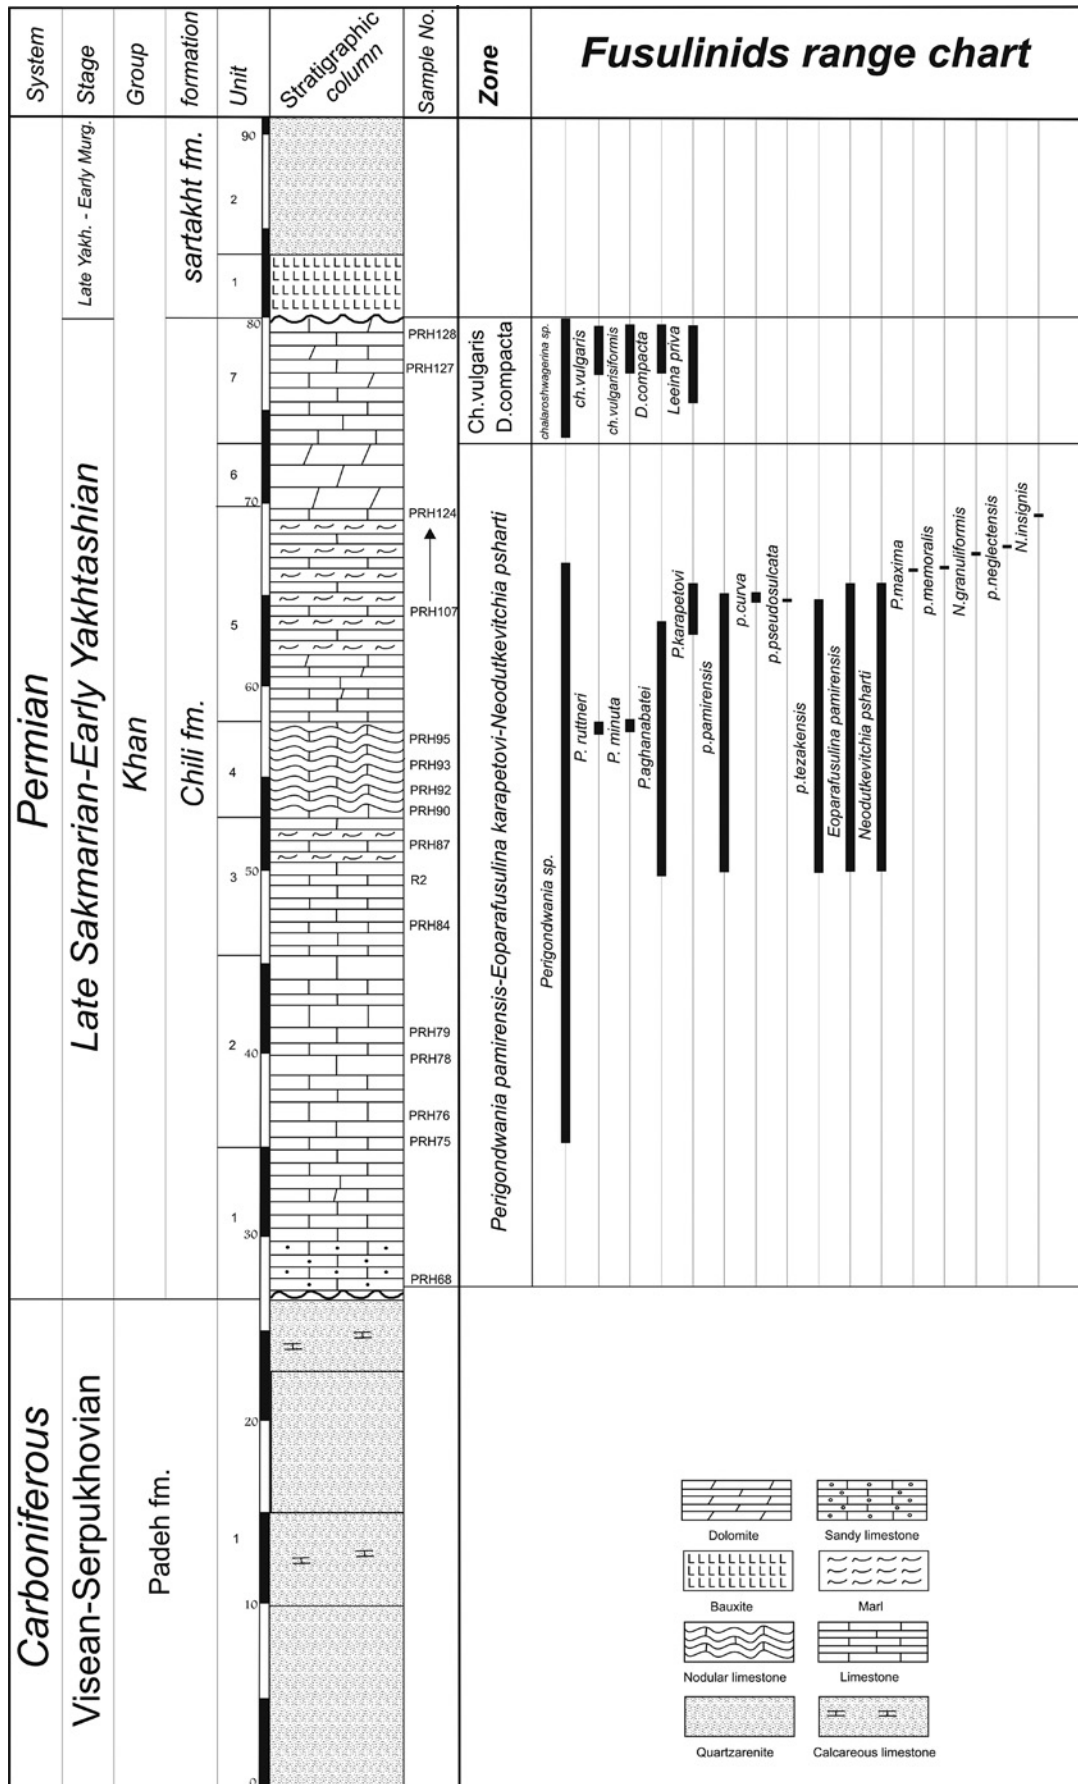 System
Stage
Group
formation
Unit
Stratigraphic
column
Sample No.
Zone
Fusulinids range chart
Permian
Carboniferous
Late Yakh. - Early Murg.
Late Sakmarian-Early Yakhtashian
Visean-Serpukhovian
Khan
sartakht fm.
Chili fm.
Padeh fm.
2
1
7
6
5
4
3
2
1
1
90
80
70
60
50
40
30
20
10
0
PRH128
PRH127
PRH124
PRH107
PRH95
PRH93
PRH92
PRH90
PRH87
R2
PRH84
PRH79
PRH78
PRH76
PRH75
PRH68
Ch.vulgaris
D.compacta
Perigondwania pamirensis-Eoparafusulina karapetovi-Neodutkevitchia psharti
chalaroshwagerina sp.
ch.vulgaris
ch.vulgarisiformis
D.compacta
Leeina priva
Perigondwania sp.
P. ruttneri
P. minuta
P.aghanabatei
P.karapetovi
p.pamirensis
p.curva
p.pseudosulcata
p.tezakensis
Eoparafusulina pamirensis
Neodutkevitchia psharti
P.maxima
p.memoralis
N.granuliformis
p.neglectensis
N.insignis
Dolomite
Sandy limestone
Bauxite
Marl
Nodular limestone
Limestone
Quartzarenite
Calcareous limestone